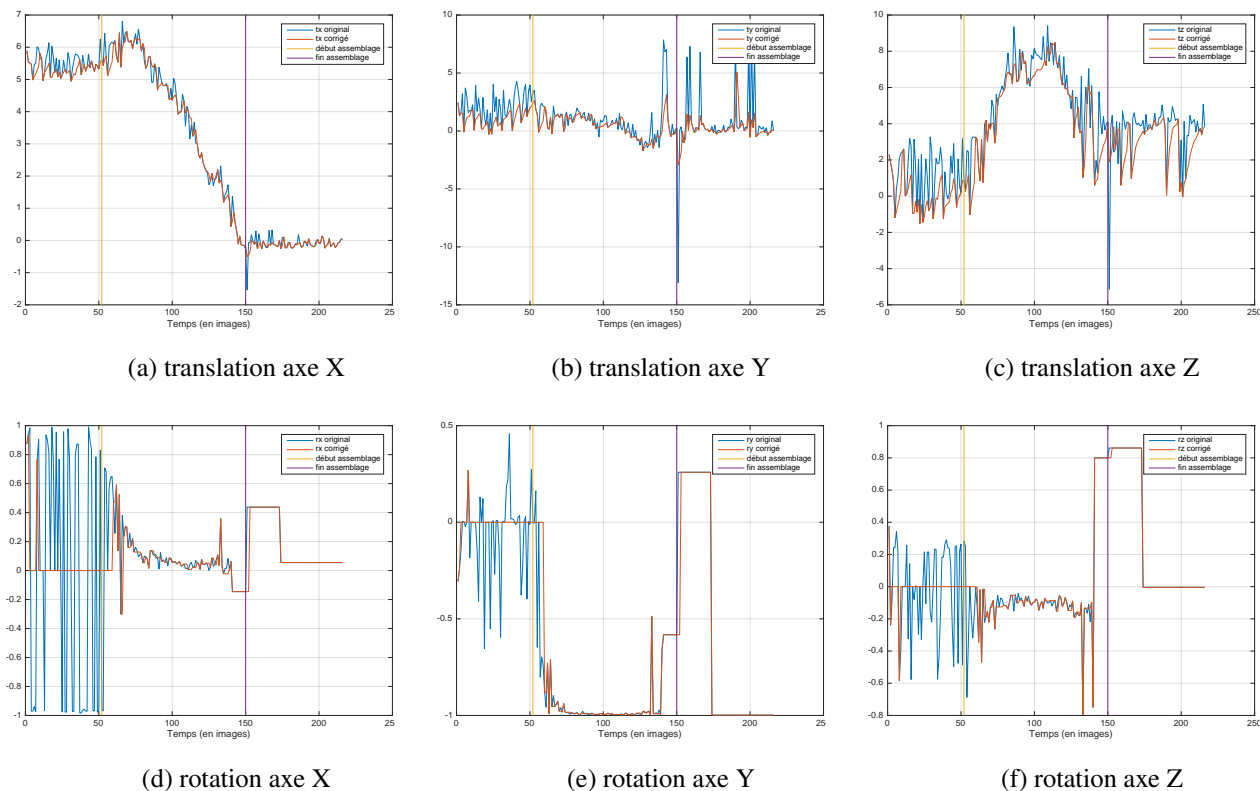 7
6
5
4
3
2
1
0
-1
-2
tx original
tx corrigé
début assemblage
fin assemblage
0 50 100 150 200 25
Temps (en images)
(a) translation axe X
10
5
0
-5
-10
-15
ty original
ty corrigé
début assemblage
fin assemblage
0 50 100 150 200 25
Temps (en images)
(b) translation axe Y
10
8
6
4
2
0
-2
-4
-6
tz original
tz corrigé
début assemblage
fin assemblage
0 50 100 150 200 250
Temps (en images)
(c) translation axe Z
1
0.8
0.6
0.4
0.2
0
-0.2
-0.4
-0.6
-0.8
-1
rx original
rx corrigé
début assemblage
fin assemblage
0 50 100 150 200 25
Temps (en images)
(d) rotation axe X
0.5
0
-0.5
-1
ry original
ry corrigé
début assemblage
fin assemblage
0 50 100 150 200 25
Temps (en images)
(e) rotation axe Y
1
0.8
0.6
0.4
0.2
0
-0.2
-0.4
-0.6
-0.8
rz original
rz corrigé
début assemblage
fin assemblage
0 50 100 150 200 250
Temps (en images)
(f) rotation axe Z